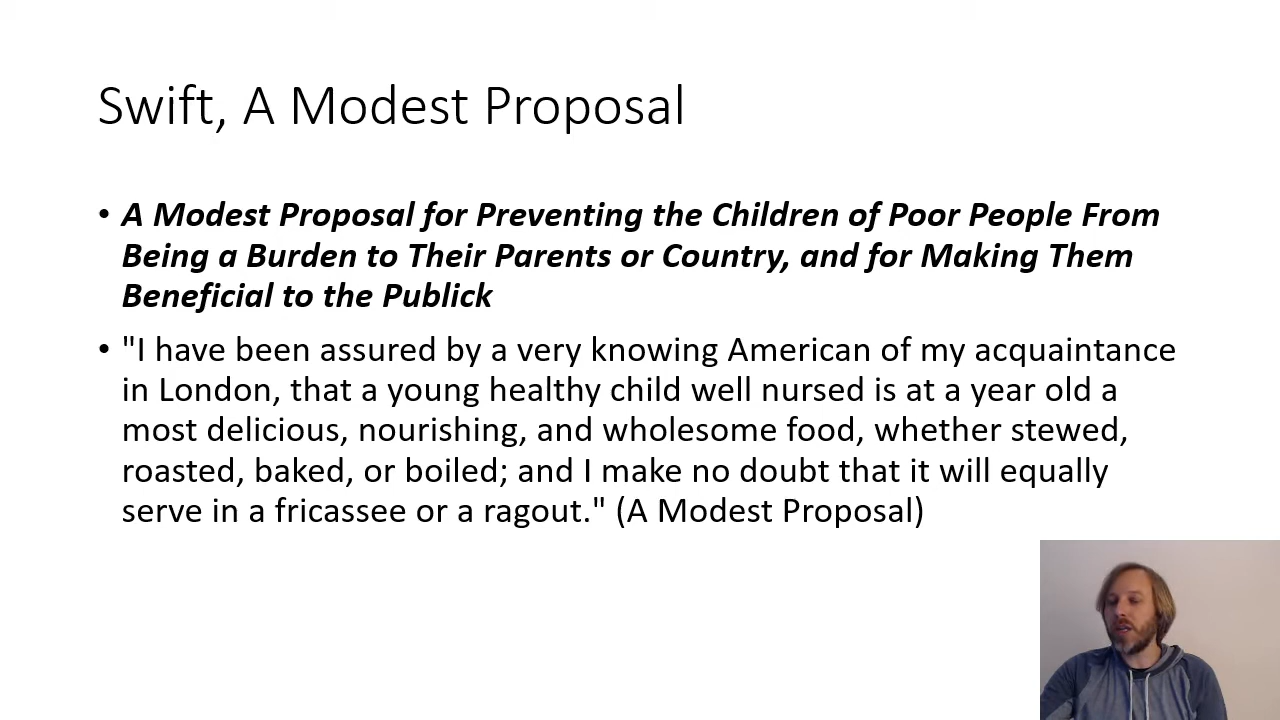 Swift, A Modest Proposal
• A Modest Proposal for Preventing the Children of Poor People From
Being a Burden to Their Parents or Country, and for Making Them
Beneficial to the Publick
• "I have been assured by a very knowing American of my acquaintance
in London, that a young healthy child well nursed is at a year old a
most delicious, nourishing, and wholesome food, whether stewed,
roasted, baked, or boiled; and I make no doubt that it will equally
serve in a fricassee or a ragout." (A Modest Proposal)